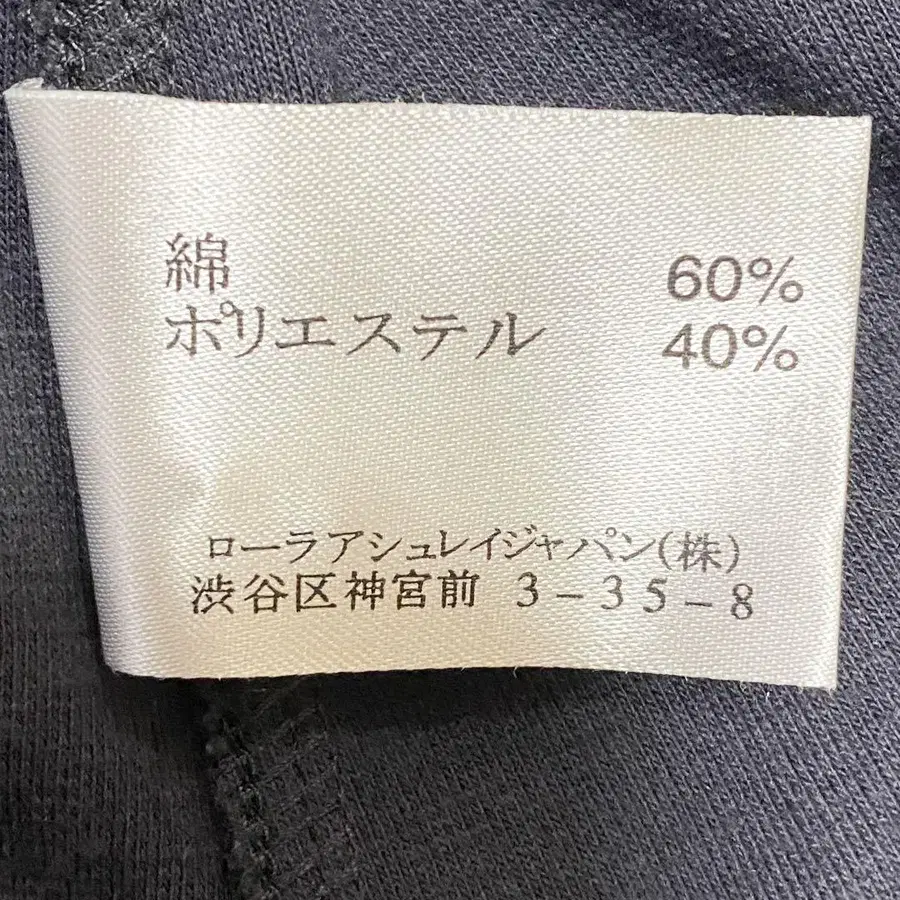 綿 60%
ポリエステル 40%
ローラアシュレイジャパン(株)
渋谷区神宮前 3-35-8